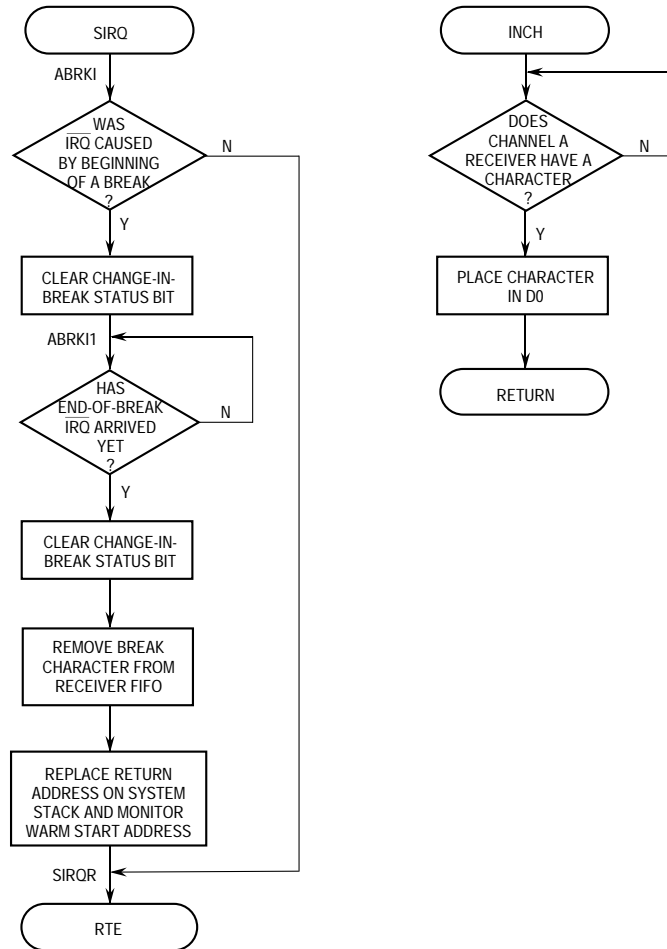 SIRQ
ABRKI
WAS
IRQ CAUSED
BY BEGINNING
OF A BREAK
?
N
Y
CLEAR CHANGE-IN-
BREAK STATUS BIT
ABRKI1
HAS
END-OF-BREAK
IRQ ARRIVED
YET
?
N
Y
CLEAR CHANGE-IN-
BREAK STATUS BIT
REMOVE BREAK
CHARACTER FROM
RECEIVER FIFO
REPLACE RETURN
ADDRESS ON SYSTEM
STACK AND MONITOR
WARM START ADDRESS
SIRQR
RTE
INCH
DOES
CHANNEL A
RECEIVER HAVE A
CHARACTER
?
N
Y
PLACE CHARACTER
IN D0
RETURN